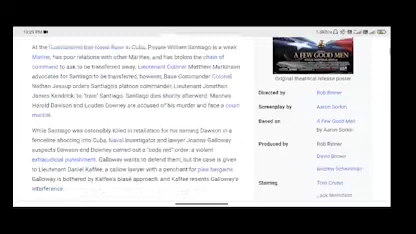 12:25 PM
At the Guantanamo Bay Naval Base in Cuba, Private William Santiago is a weak
Marine, has poor relations with other Marines, and has broken the chain of
command to ask to be transferred away. Lieutenant Colonel Matthew Markinson
advocates for Santiago to be transferred, however, Base Commander Colonel
Nathan Jessup orders Santiago's platoon commander, Lieutenant Jonathan
James Kendrick, to "train" Santiago. Santiago dies shortly afterward. Marines
Harold Dawson and Louden Downey are accused of his murder and face a court
martial.
While Santiago was ostensibly killed in retaliation for his naming Dawson in a
fenceline shooting into Cuba, Naval investigator and lawyer Joanne Galloway
suspects Dawson and Downey carried out a "code red" order: a violent
extrajudicial punishment. Galloway wants to defend them, but the case is given
to Lieutenant Daniel Kaffee, a callow lawyer with a penchant for plea bargains.
Galloway is bothered by Kaffee's blasé approach, and Kaffee resents Galloway's
interference.
A FEW GOOD MEN
Original theatrical release poster
Directed by Rob Reiner
Screenplay by Aaron Sorkin
Based on A Few Good Men
by Aaron Sorkin
Produced by Rob Reiner
David Brown
Andrew Scheinman
Starring Tom Cruise
Jack Nicholson